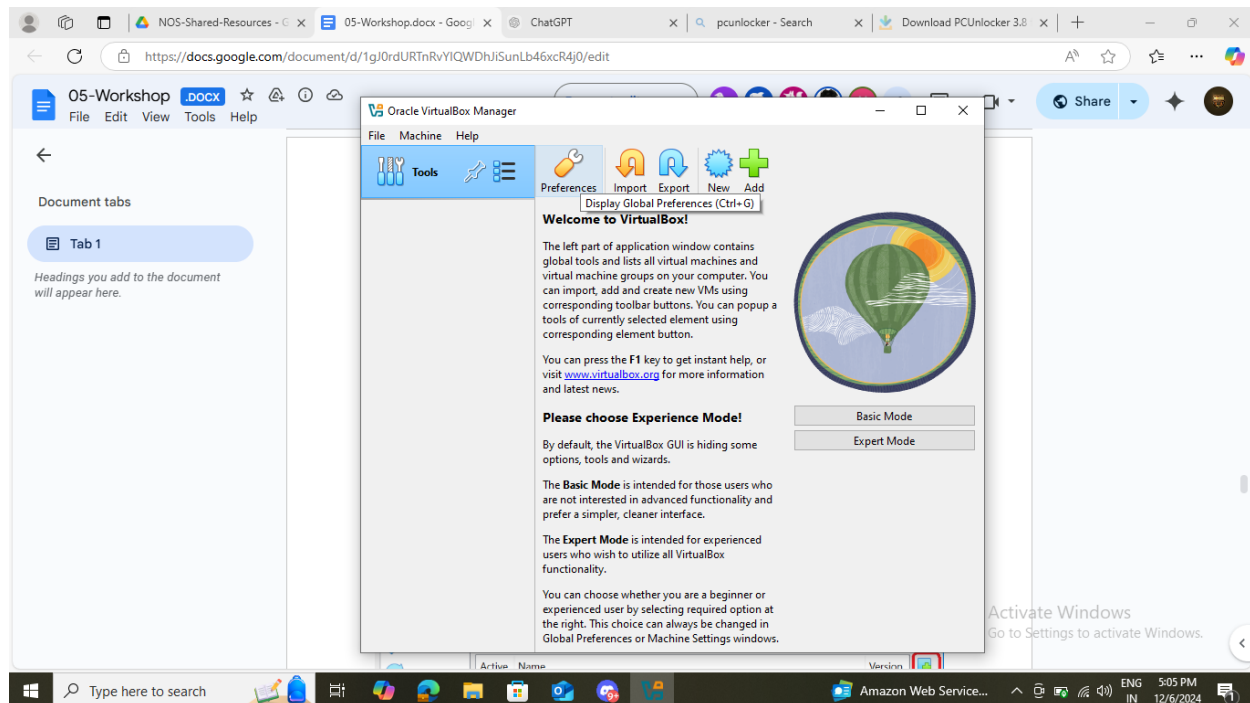 NOS-Shared-Resources - G
05-Workshop.docx - Goog
ChatGPT
pcunlocker - Search
Download PCUnlocker 3.8
https://docs.google.com/document/d/1gJ0rdURTnRvYlQWDhJiSunLb46xcR4j0/edit
05-Workshop .DOCX
File Edit View Tools Help
Share
Document tabs
Tab 1
Headings you add to the document
will appear here.
Oracle VirtualBox Manager
File Machine Help
Tools
Preferences Import Export New Add
Display Global Preferences (Ctrl+G)
Welcome to VirtualBox!
The left part of application window contains
global tools and lists all virtual machines and
virtual machine groups on your computer. You
can import, add and create new VMs using
corresponding toolbar buttons. You can popup a
tools of currently selected element using
corresponding element button.
You can press the F1 key to get instant help, or
visit www.virtualbox.org for more information
and latest news.
Please choose Experience Mode!
By default, the VirtualBox GUI is hiding some
options, tools and wizards.
The Basic Mode is intended for those users who
are not interested in advanced functionality and
prefer a simpler, cleaner interface.
The Expert Mode is intended for experienced
users who wish to utilize all VirtualBox
functionality.
You can choose whether you are a beginner or
experienced user by selecting required option at
the right. This choice can always be changed in
Global Preferences or Machine Settings windows.
Basic Mode
Expert Mode
Active Name Version
Activate Windows
Go to Settings to activate Windows.
Type here to search
Amazon Web Service...
ENG
IN
5:05 PM
12/6/2024